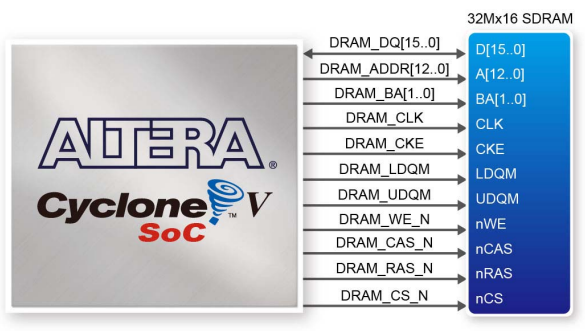 32Mx16 SDRAM
DRAM_DQ[15..0] D[15..0]
DRAM_ADDR[12..0] A[12..0]
DRAM_BA[1..0] BA[1..0]
DRAM_CLK CLK
DRAM_CKE CKE
DRAM_LDQM LDQM
DRAM_UDQM UDQM
DRAM_WE_N nWE
DRAM_CAS_N nCAS
DRAM_RAS_N nRAS
DRAM_CS_N nCS
ALTERA®
Cyclone™ V
SoC